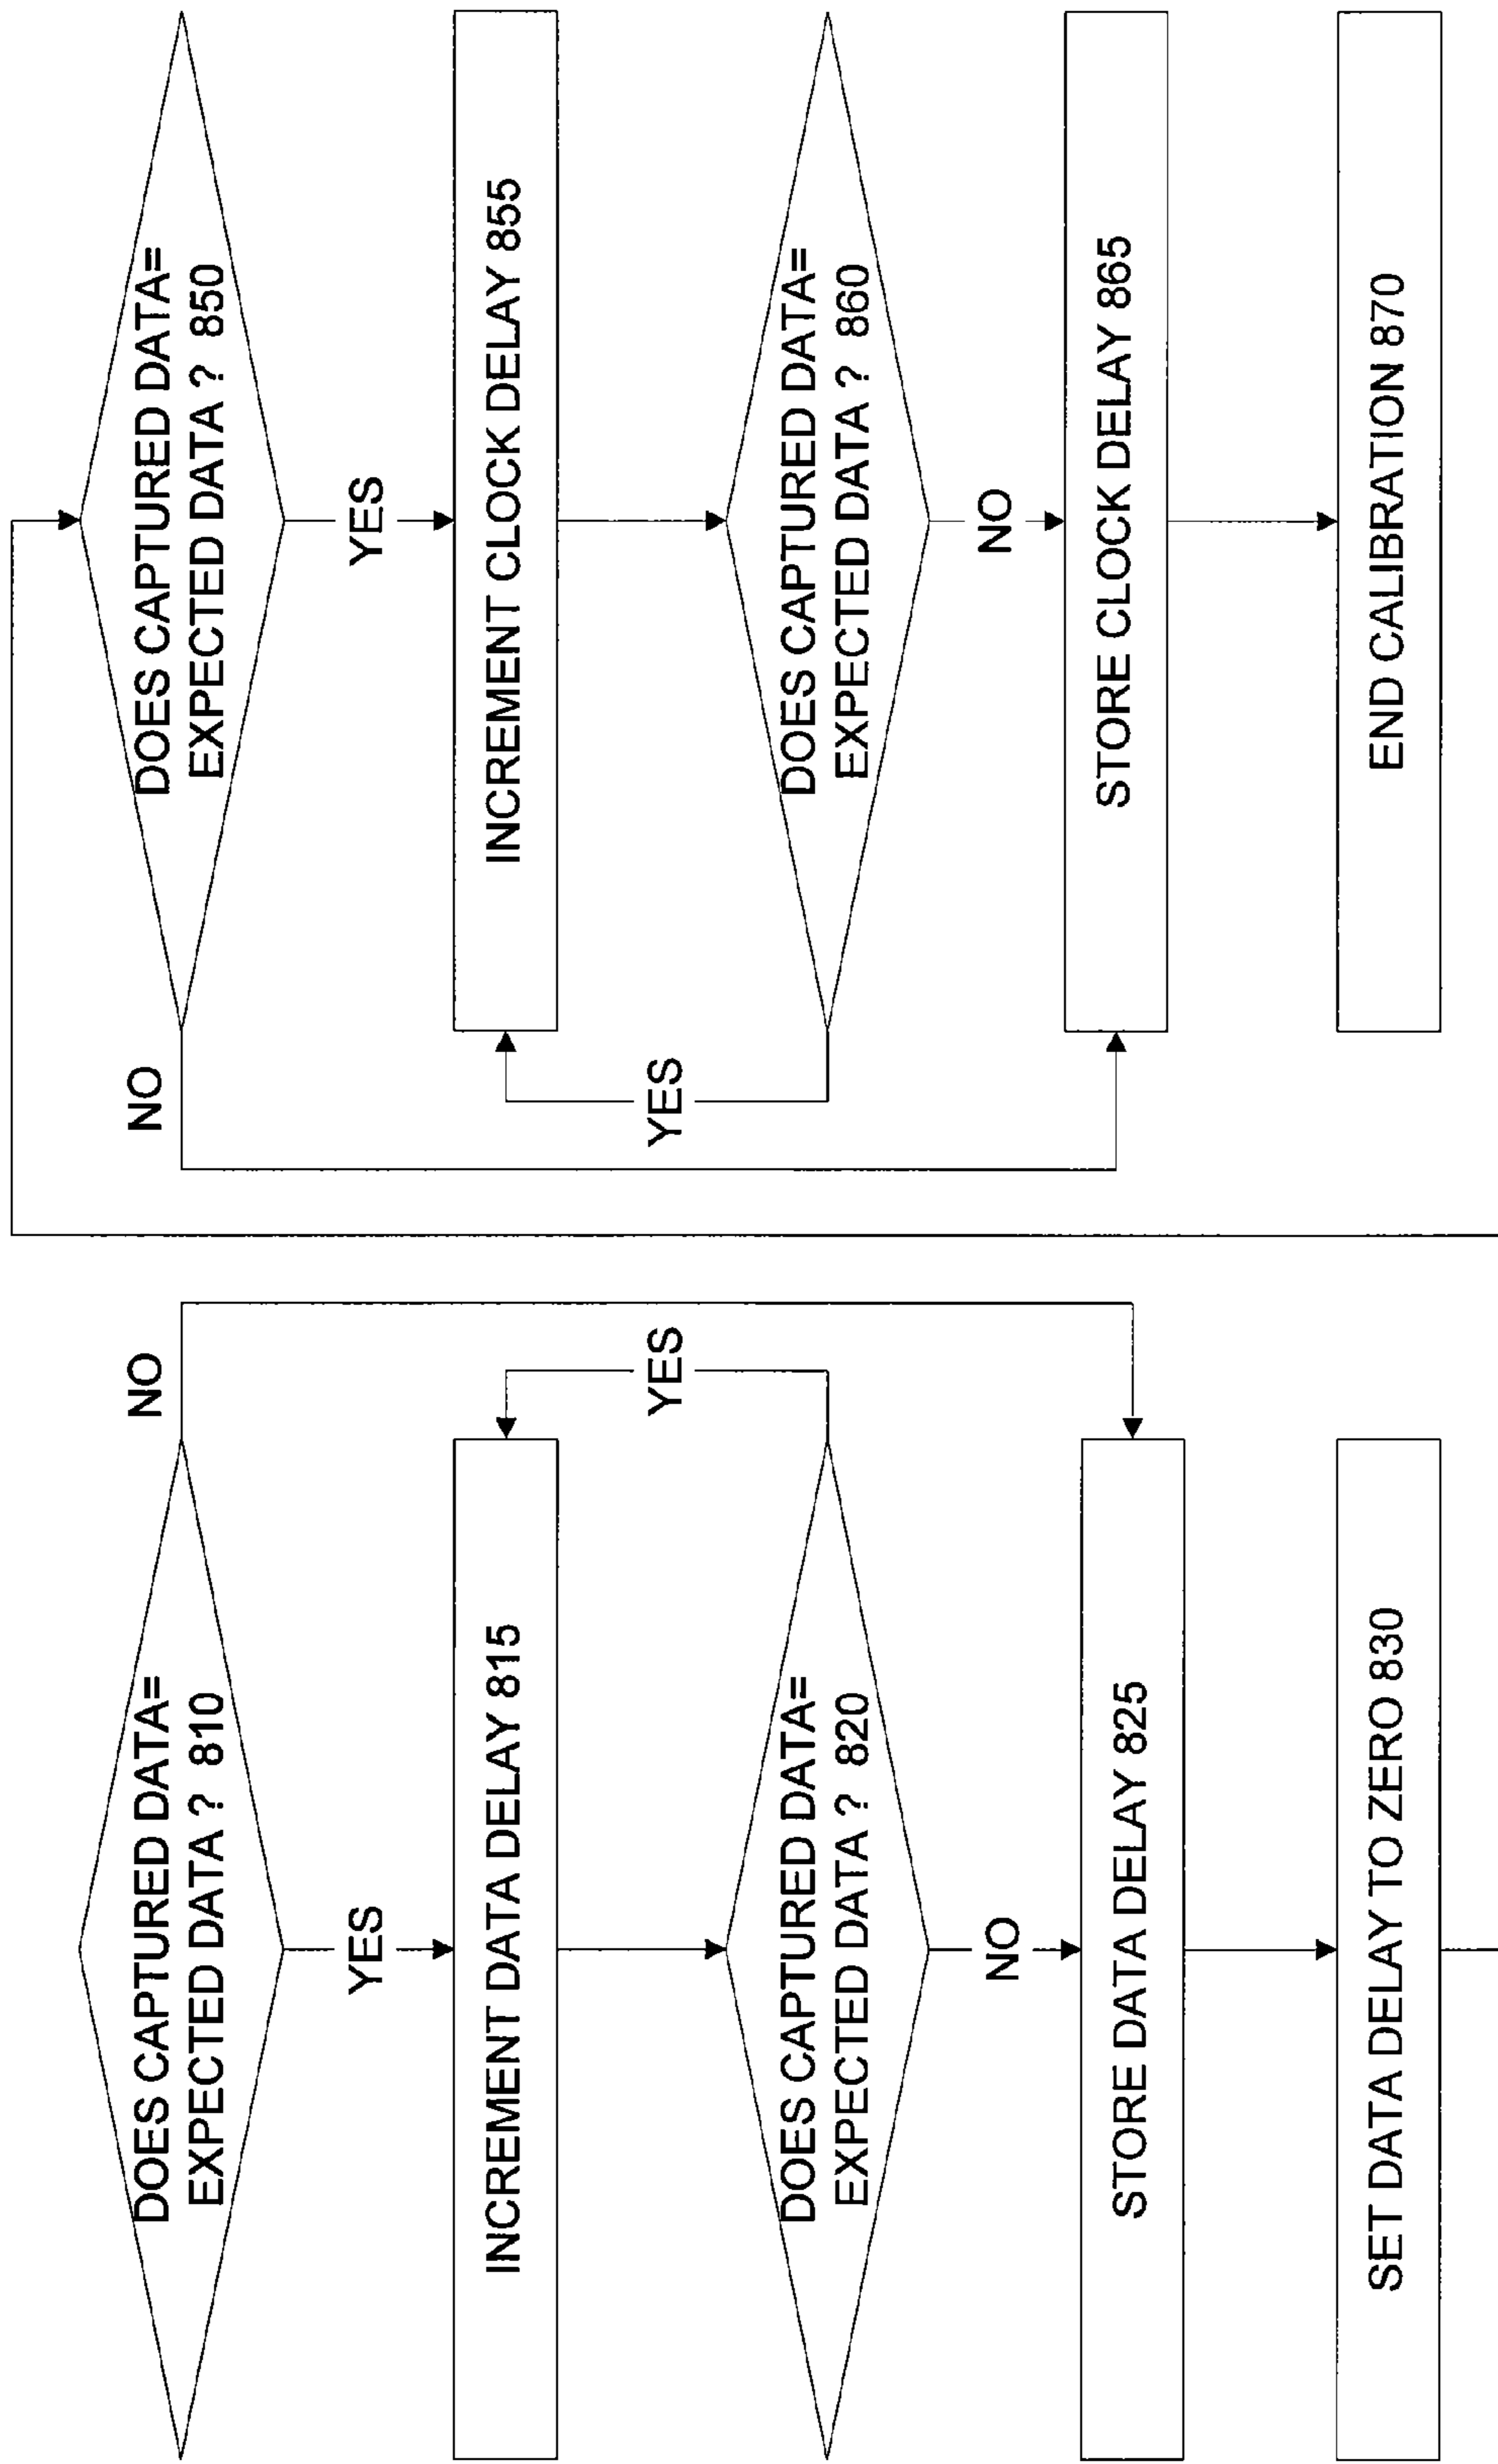 DOES CAPTURED DATA=
EXPECTED DATA ? 810
NO
YES
INCREMENT DATA DELAY 815
YES
DOES CAPTURED DATA=
EXPECTED DATA ? 820
NO
STORE DATA DELAY 825
SET DATA DELAY TO ZERO 830
DOES CAPTURED DATA=
EXPECTED DATA ? 850
NO
YES
INCREMENT CLOCK DELAY 855
YES
DOES CAPTURED DATA=
EXPECTED DATA ? 860
NO
STORE CLOCK DELAY 865
END CALIBRATION 870